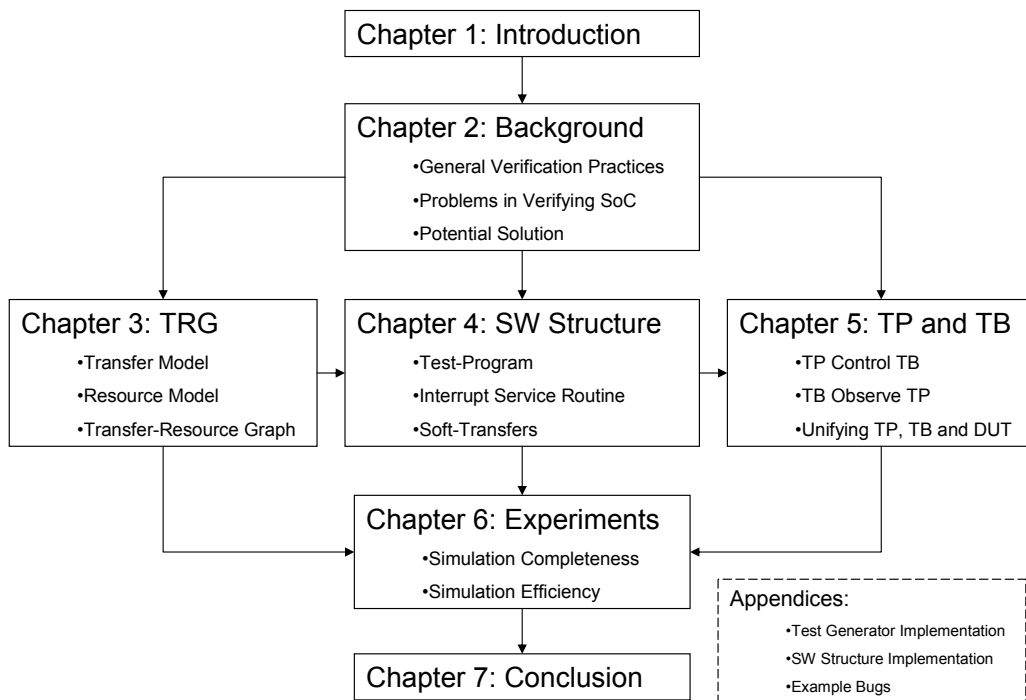 Chapter 1: Introduction
Chapter 2: Background
•General Verification Practices
•Problems in Verifying SoC
•Potential Solution
Chapter 3: TRG
•Transfer Model
•Resource Model
•Transfer-Resource Graph
Chapter 4: SW Structure
•Test-Program
•Interrupt Service Routine
•Soft-Transfers
Chapter 5: TP and TB
•TP Control TB
•TB Observe TP
•Unifying TP, TB and DUT
Chapter 6: Experiments
•Simulation Completeness
•Simulation Efficiency
Appendices:
•Test Generator Implementation
•SW Structure Implementation
•Example Bugs
Chapter 7: Conclusion